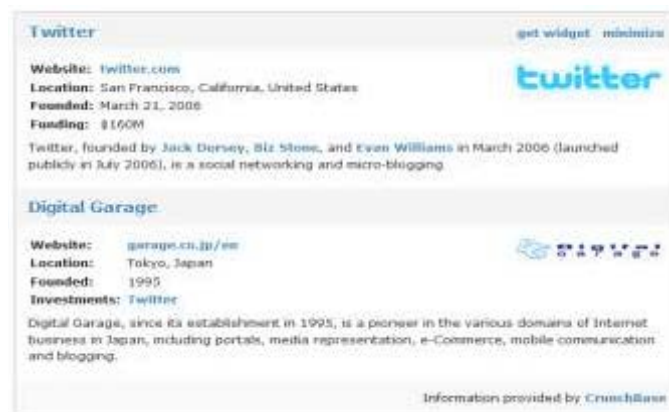 Twitter
get widget minimize
Website: twitter.com
twitter
Location: San Francisco, California, United States
Founded: March 21, 2006
Funding: $160M
Twitter, founded by Jack Dorsey, Biz Stone, and Evan Williams in March 2006 (launched
publicly in July 2006), is a social networking and micro-blogging
Digital Garage
Website: garage.co.jp/en
Location: Tokyo, Japan
Founded: 1995
Investments: Twitter
Digital Garage, since its establishment in 1995, is a pioneer in the various domains of Internet
business in Japan, including portals, media representation, e-Commerce, mobile communication
and blogging.
Information provided by CrunchBase